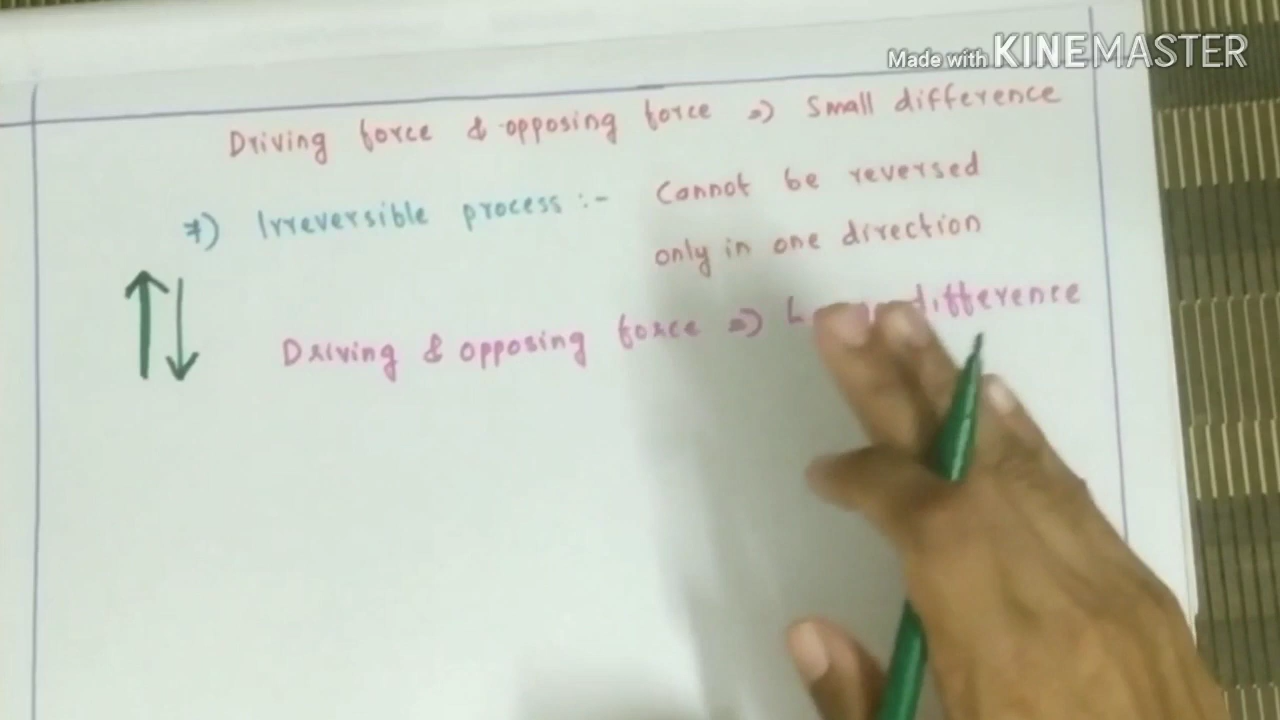 Made with KINEMASTER
Driving force & opposing force => Small difference
7) Irreversible process :- Cannot be reversed
only in one direction
Driving & opposing force => difference